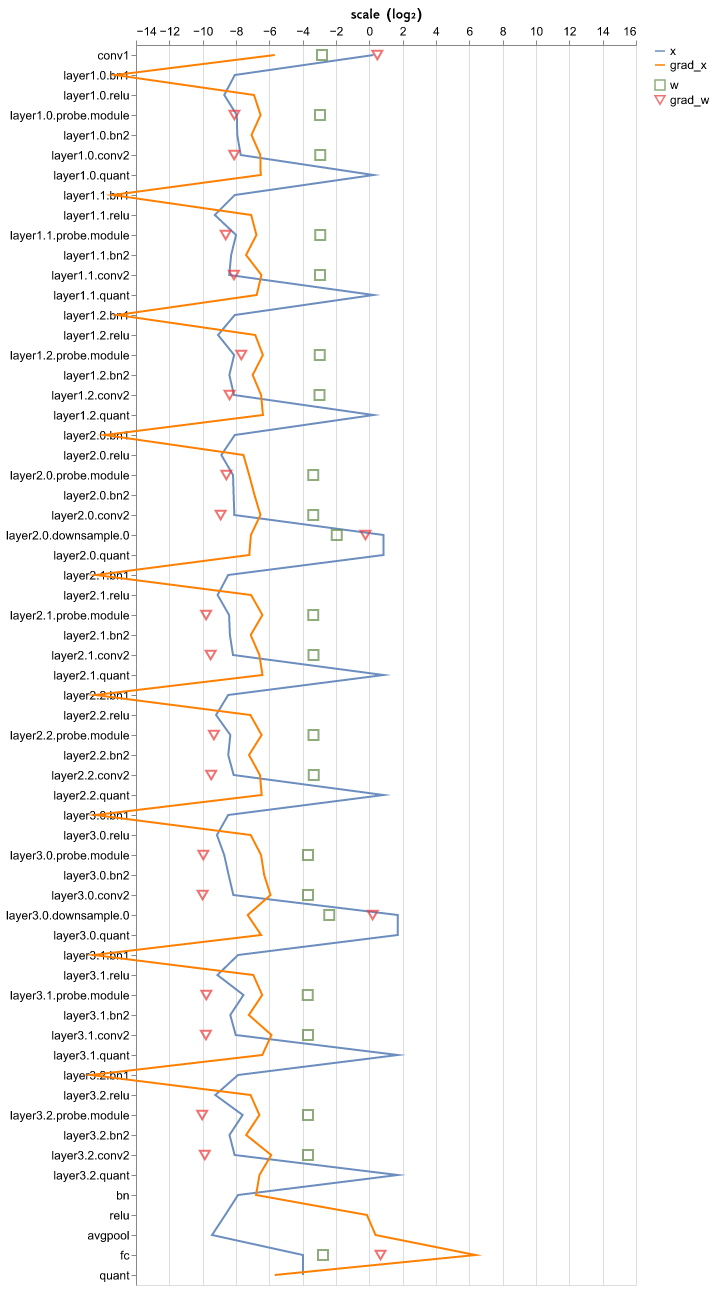 scale (log₂)
−14 −12 −10 −8 −6 −4 −2 0 2 4 6 8 10 12 14 16
x
grad_x
w
grad_w
conv1
layer1.0.bn1
layer1.0.relu
layer1.0.probe.module
layer1.0.bn2
layer1.0.conv2
layer1.0.quant
layer1.1.bn1
layer1.1.relu
layer1.1.probe.module
layer1.1.bn2
layer1.1.conv2
layer1.1.quant
layer1.2.bn1
layer1.2.relu
layer1.2.probe.module
layer1.2.bn2
layer1.2.conv2
layer1.2.quant
layer2.0.bn1
layer2.0.relu
layer2.0.probe.module
layer2.0.bn2
layer2.0.conv2
layer2.0.downsample.0
layer2.0.quant
layer2.1.bn1
layer2.1.relu
layer2.1.probe.module
layer2.1.bn2
layer2.1.conv2
layer2.1.quant
layer2.2.bn1
layer2.2.relu
layer2.2.probe.module
layer2.2.bn2
layer2.2.conv2
layer2.2.quant
layer3.0.bn1
layer3.0.relu
layer3.0.probe.module
layer3.0.bn2
layer3.0.conv2
layer3.0.downsample.0
layer3.0.quant
layer3.1.bn1
layer3.1.relu
layer3.1.probe.module
layer3.1.bn2
layer3.1.conv2
layer3.1.quant
layer3.2.bn1
layer3.2.relu
layer3.2.probe.module
layer3.2.bn2
layer3.2.conv2
layer3.2.quant
bn
relu
avgpool
fc
quant